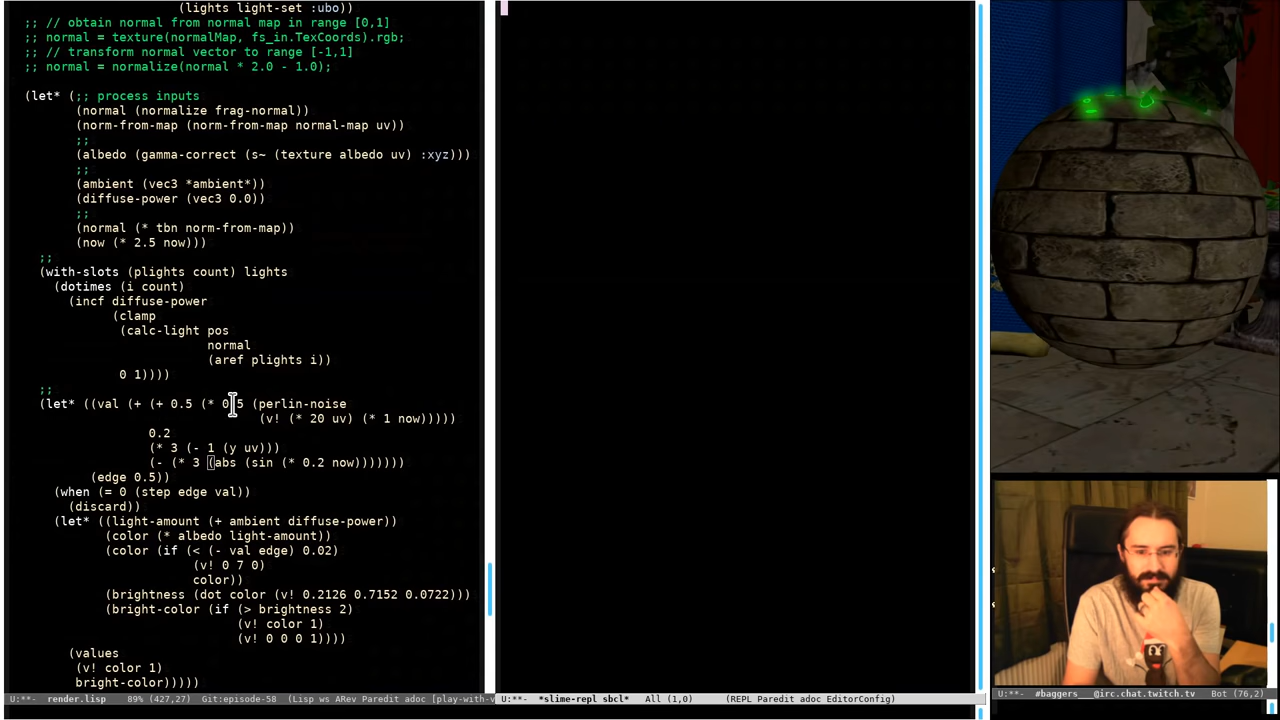 (lights light-set :ubo))
;; // obtain normal from normal map in range [0,1]
;; normal = texture(normalMap, fs_in.TexCoords).rgb;
;; // transform normal vector to range [-1,1]
;; normal = normalize(normal * 2.0 - 1.0);
(let* (;; process inputs
(normal (normalize frag-normal))
(norm-from-map (norm-from-map normal-map uv))
;;
(albedo (gamma-correct (s~ (texture albedo uv) :xyz)))
;;
(ambient (vec3 *ambient*))
(diffuse-power (vec3 0.0))
;;
(normal (* tbn norm-from-map))
(now (* 2.5 now)))
;;
(with-slots (plights count) lights
(dotimes (i count)
(incf diffuse-power
(clamp
(calc-light pos
normal
(aref plights i))
0 1))))
;;
(let* ((val (+ (+ 0.5 (* 0.5 (perlin-noise
(v! (* 20 uv) (* 1 now)))))
0.2
(* 3 (- 1 (y uv)))
(- (* 3 (abs (sin (* 0.2 now)))))))
(edge 0.5))
(when (= 0 (step edge val))
(discard))
(let* ((light-amount (+ ambient diffuse-power))
(color (* albedo light-amount))
(color (if (< (- val edge) 0.02)
(v! 0 7 0)
color))
(brightness (dot color (v! 0.2126 0.7152 0.0722)))
(bright-color (if (> brightness 2)
(v! color 1)
(v! 0 0 0 1))))
(values
(v! color 1)
bright-color)))))
U:**- render.lisp 89% (427,27) Git:episode-58 (Lisp ws ARev Paredit adoc [play-with-v
U:**- *slime-repl sbcl* All (1,0) (REPL Paredit adoc EditorConfig)
U:**- #baggers___@irc.chat.twitch.tv Bot (76,2)